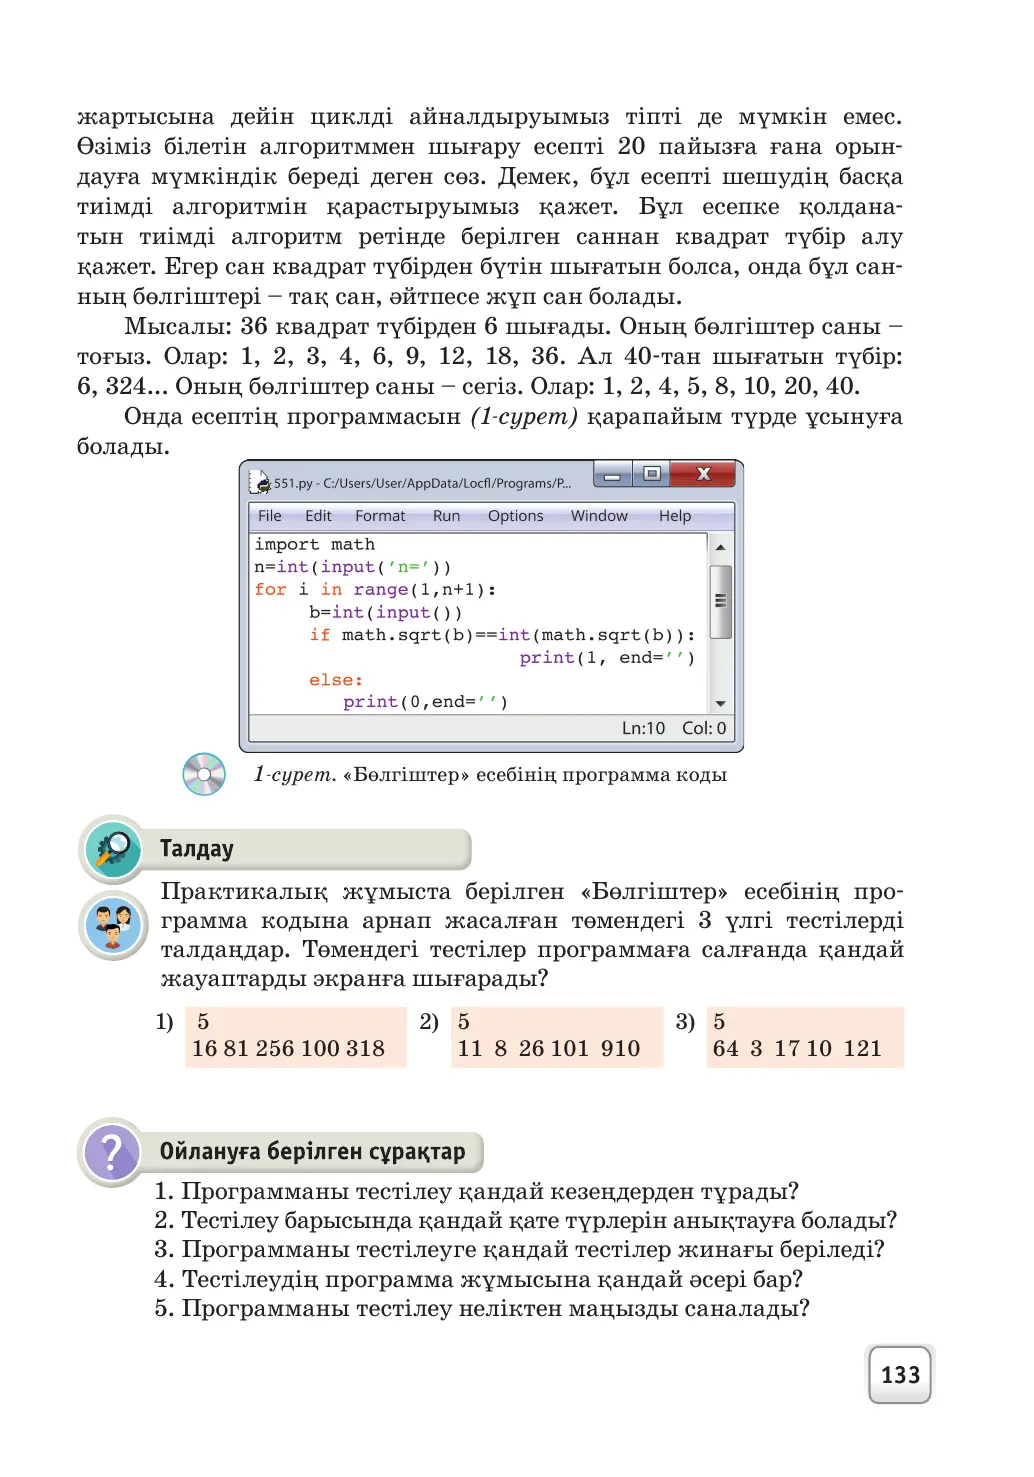 жартысына дейін циклді айналдыруымыз тіпті де мүмкін емес.
Өзіміз білетін алгоритммен шығару есепті 20 пайызға ғана орын-
дауға мүмкіндік береді деген сөз. Демек, бұл есепті шешудің басқа
тиімді алгоритмін қарастыруымыз қажет. Бұл есепке қолдана-
тын тиімді алгоритм ретінде берілген саннан квадрат түбір алу
қажет. Егер сан квадрат түбірден бүтін шығатын болса, онда бұл сан-
ның бөлгіштері – тақ сан, әйтпесе жұп сан болады.
Мысалы: 36 квадрат түбірден 6 шығады. Оның бөлгіштер саны –
тоғыз. Олар: 1, 2, 3, 4, 6, 9, 12, 18, 36. Ал 40-тан шығатын түбір:
6, 324... Оның бөлгіштер саны – сегіз. Олар: 1, 2, 4, 5, 8, 10, 20, 40.
Онда есептің программасын (1-сурет) қарапайым түрде ұсынуға
болады.
551.py - C:/Users/User/AppData/Locfl/Programs/P...
File Edit Format Run Options Window Help
import math
n=int(input('n='))
for i in range(1,n+1):
b=int(input())
if math.sqrt(b)==int(math.sqrt(b)):
print(1, end='')
else:
print(0,end='')
Ln:10 Col: 0
1-сурет. «Бөлгіштер» есебінің программа коды
Талдау
Практикалық жұмыста берілген «Бөлгіштер» есебінің про-
грамма кодына арнап жасалған төмендегі 3 үлгі тестілерді
талдаңдар. Төмендегі тестілер программаға салғанда қандай
жауаптарды экранға шығарады?
1) 5
16 81 256 100 318
2) 5
11 8 26 101 910
3) 5
64 3 17 10 121
Ойлануға берілген сұрақтар
1. Программаны тестілеу қандай кезеңдерден тұрады?
2. Тестілеу барысында қандай қате түрлерін анықтауға болады?
3. Программаны тестілеуге қандай тестілер жинағы беріледі?
4. Тестілеудің программа жұмысына қандай әсері бар?
5. Программаны тестілеу неліктен маңызды саналады?
133